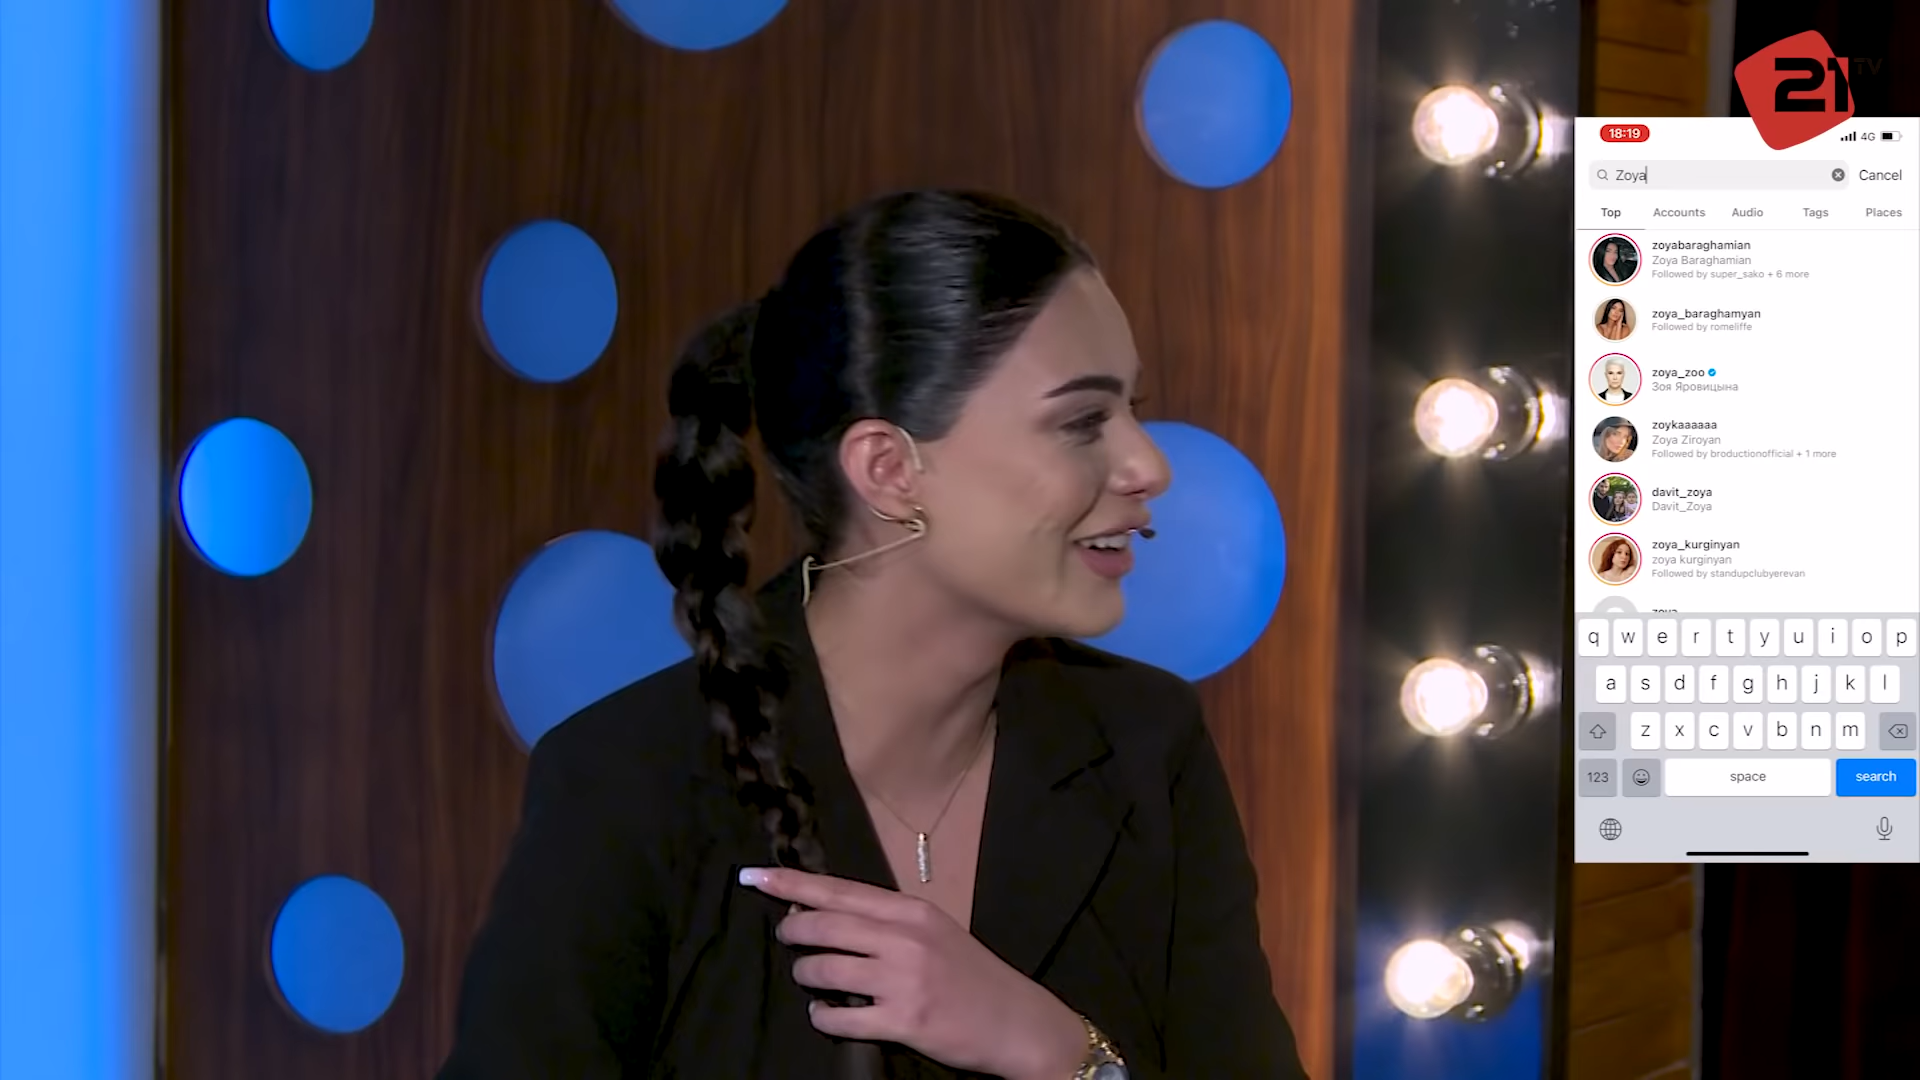 21TV
18:19
4G
Zoya
Cancel
Top Accounts Audio Tags Places
zoyabaraghamian
Zoya Baraghamian
Followed by super_sako + 6 more
zoya_baraghamyan
Followed by romeliffe
zoya_zoo
Зоя Яровицына
zoykaaaaaa
Zoya Ziroyan
Followed by broductionofficial + 1 more
davit_zoya
Davit_Zoya
zoya_kurginyan
zoya kurginyan
Followed by standupclubyerevan
q w e r t y u i o p
a s d f g h j k l
z x c v b n m
123 space search